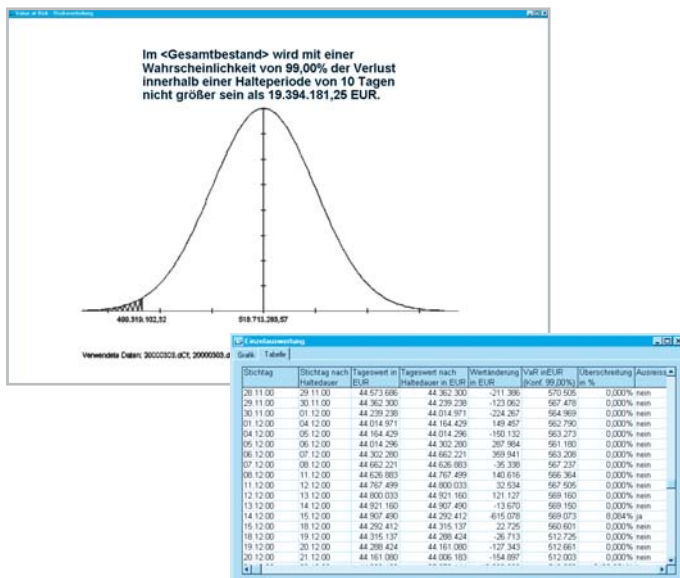 Value at Risk - Risikoverteilung
Im <Gesamtbestand> wird mit einer
Wahrscheinlichkeit von 99,00% der Verlust
innerhalb einer Halteperiode von 10 Tagen
nicht größer sein als 19.394.181,25 EUR.
518.713.283,57
Verwendete Daten: 20000303.dCf, 20000503.d
Einzelauswertung
Grafik Tabelle
Stichtag Stichtag nach Tageswert in Tageswert nach Wertänderung VaR in EUR Überschreitung Ausreiss
Haltedauer EUR Haltedauer in EUR in EUR (Konf. 99,00%) in %
28.11.00 29.11.00 44.573.686 44.362.300 -211.386 570.505 0,000% nein
29.11.00 30.11.00 44.362.300 44.239.238 -123.062 567.478 0,000% nein
30.11.00 01.12.00 44.239.238 44.014.971 -224.267 564.969 0,000% nein
01.12.00 04.12.00 44.014.971 44.164.429 149.457 562.790 0,000% nein
04.12.00 05.12.00 44.164.429 44.014.296 -150.132 563.273 0,000% nein
05.12.00 06.12.00 44.014.296 44.302.280 287.984 561.180 0,000% nein
06.12.00 07.12.00 44.302.280 44.662.221 359.941 563.208 0,000% nein
07.12.00 08.12.00 44.662.221 44.626.883 -35.338 567.237 0,000% nein
08.12.00 11.12.00 44.626.883 44.767.499 140.616 566.364 0,000% nein
11.12.00 12.12.00 44.767.499 44.800.033 32.534 567.505 0,000% nein
12.12.00 13.12.00 44.800.033 44.921.160 121.127 569.160 0,000% nein
13.12.00 14.12.00 44.921.160 44.907.490 -13.670 569.150 0,000% nein
14.12.00 15.12.00 44.907.490 44.292.412 -615.078 569.073 8,084% ja
15.12.00 18.12.00 44.292.412 44.315.137 22.725 560.601 0,000% nein
18.12.00 19.12.00 44.315.137 44.288.424 -26.713 512.725 0,000% nein
19.12.00 20.12.00 44.288.424 44.161.080 -127.343 512.661 0,000% nein
20.12.00 21.12.00 44.161.080 44.006.183 -154.897 512.003 0,000% nein